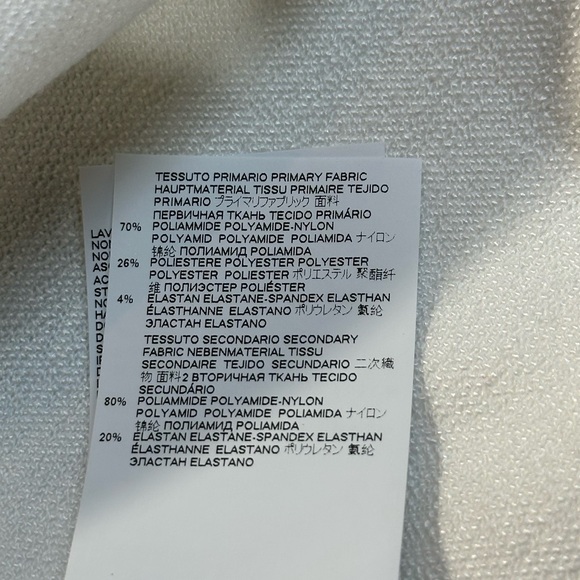 TESSUTO PRIMARIO PRIMARY FABRIC
HAUPTMATERIAL TISSU PRIMAIRE TEJIDO
PRIMARIO プライマリファブリック 面料
ПЕРВИЧНАЯ ТКАНЬ TECIDO PRIMÁRIO
70% POLIAMMIDE POLYAMIDE-NYLON
POLYAMID POLYAMIDE POLIAMIDA ナイロン
锦纶 ПОЛИАМИД POLIAMIDA
26% POLIESTERE POLYESTER POLYESTER
POLYESTER POLIESTER ポリエステル 聚酯纤
维 ПОЛИЭСТЕР POLIÉSTER
4% ELASTAN ELASTANE-SPANDEX ELASTHAN
ÉLASTHANNE ELASTANO ポリウレタン 氨纶
ЭЛАСТАН ELASTANO
TESSUTO SECONDARIO SECONDARY
FABRIC NEBENMATERIAL TISSU
SECONDAIRE TEJIDO SECUNDARIO 二次織
物 面料2 ВТОРИЧНАЯ ТКАНЬ TECIDO
SECUNDÁRIO
80% POLIAMMIDE POLYAMIDE-NYLON
POLYAMID POLYAMIDE POLIAMIDA ナイロン
锦纶 ПОЛИАМИД POLIAMIDA
20% ELASTAN ELASTANE-SPANDEX ELASTHAN
ÉLASTHANNE ELASTANO ポリウレタン 氨纶
ЭЛАСТАН ELASTANO